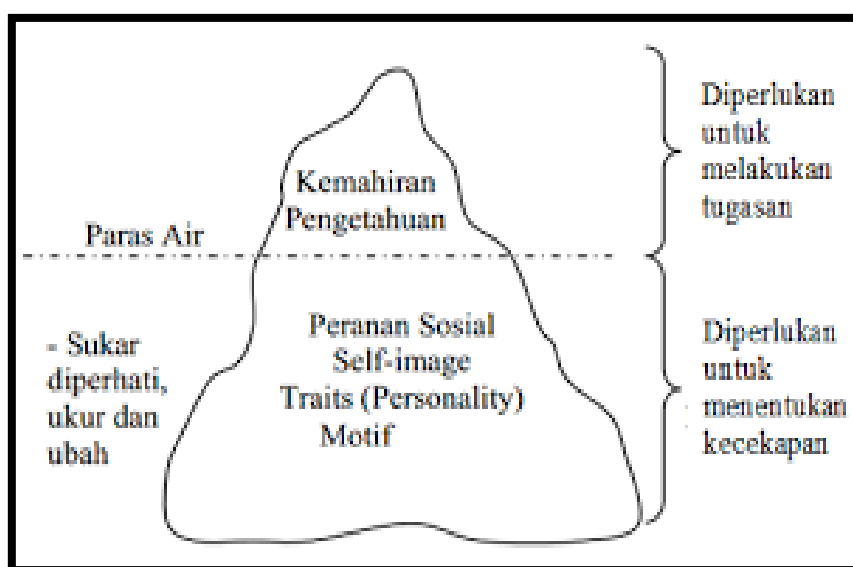 Kemahiran
Pengetahuan
Paras Air
- Sukar
diperhati,
ukur dan
ubah
Peranan Sosial
Self-image
Traits (Personality)
Motif
Diperlukan
untuk
melakukan
tugasan
Diperlukan
untuk
menentukan
kecekapan